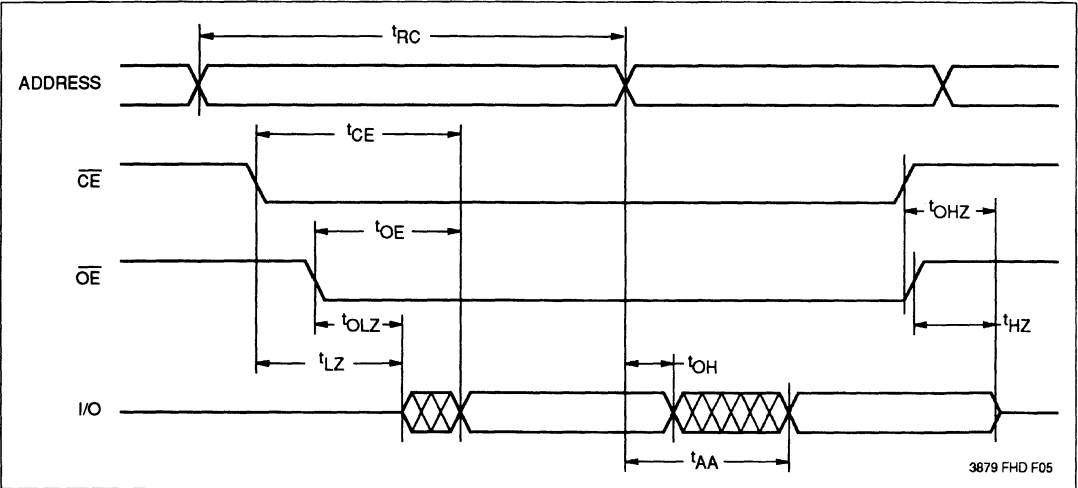 tRC
ADDRESS
tCE
CE
tOHZ
tOE
OE
tOLZ
tHZ
tLZ
tOH
I/O
tAA
3879 FHD F05